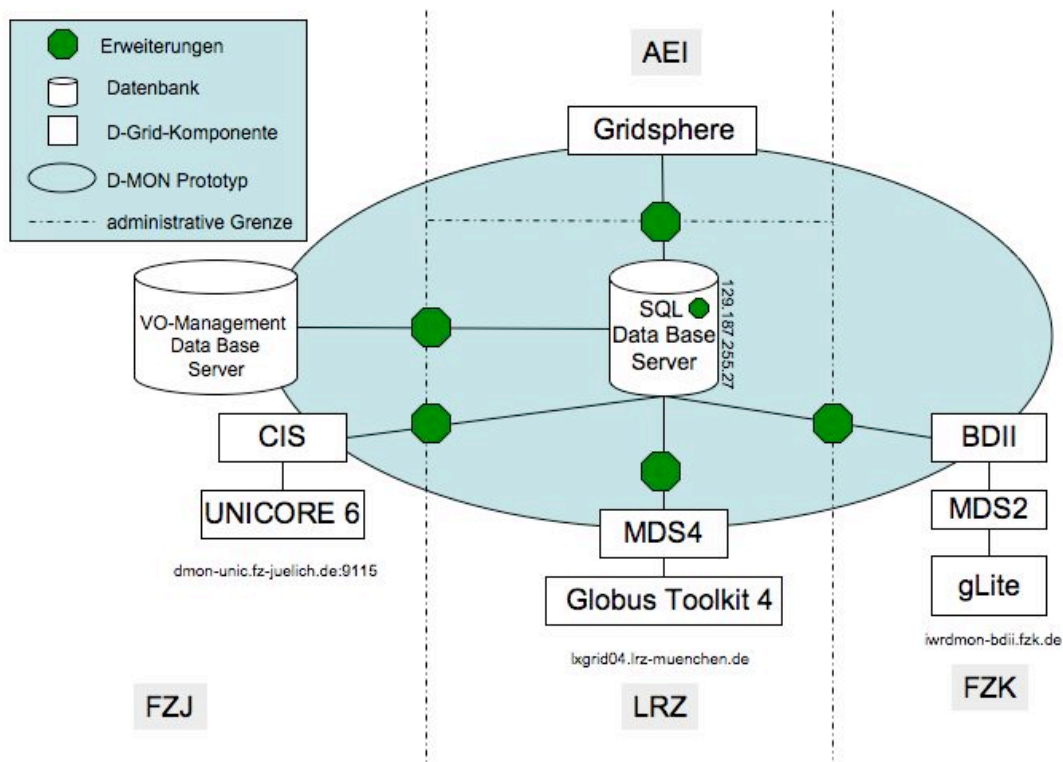 Erweiterungen
Datenbank
D-Grid-Komponente
D-MON Prototyp
administrative Grenze
AEI
Gridsphere
VO-Management
Data Base
Server
SQL
Data Base
Server
129.187.255.27
CIS
UNICORE 6
dmon-unic.fz-juelich.de:9115
MDS4
Globus Toolkit 4
lxgrid04.lrz-muenchen.de
BDII
MDS2
gLite
iwrdmon-bdii.fzk.de
FZJ
LRZ
FZK